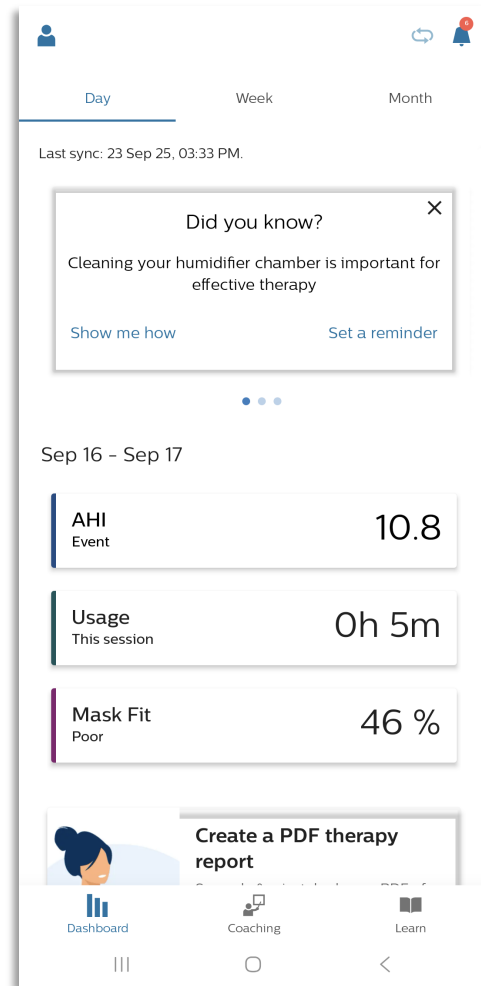 6
Day Week Month
Last sync: 23 Sep 25, 03:33 PM.
Did you know?
Cleaning your humidifier chamber is important for
effective therapy
Show me how Set a reminder
Sep 16 - Sep 17
AHI
Event
10.8
Usage
This session
0h 5m
Mask Fit
Poor
46 %
Create a PDF therapy
report
Dashboard Coaching Learn